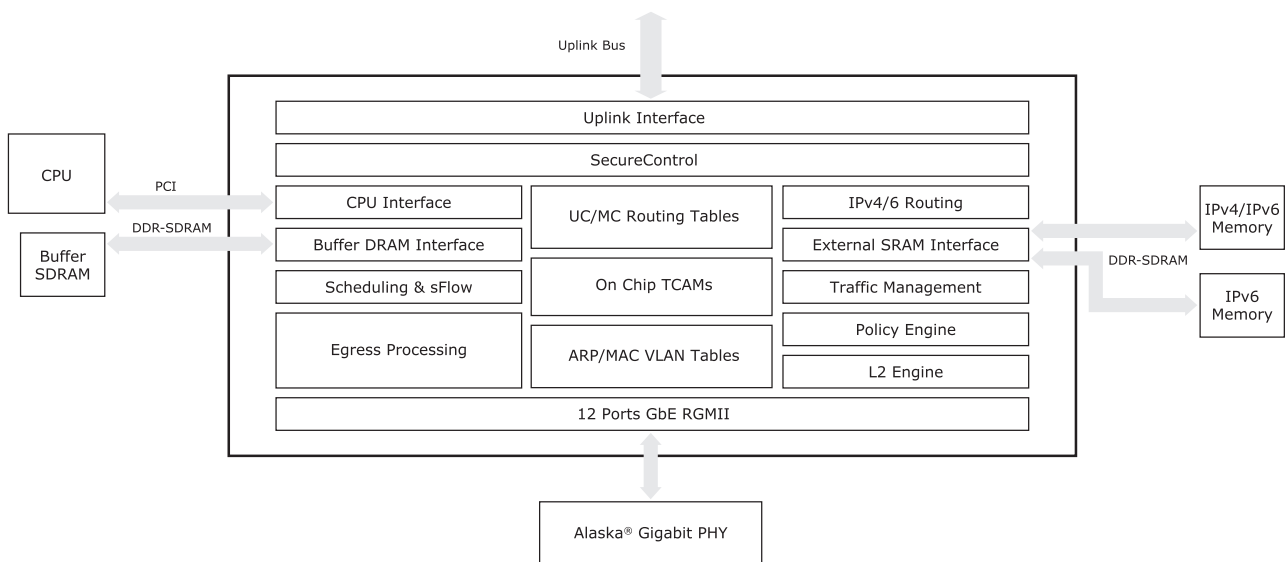 Uplink Bus
Uplink Interface
SecureControl
CPU
PCI
CPU Interface
UC/MC Routing Tables
IPv4/6 Routing
IPv4/IPv6
Memory
DDR-SDRAM
Buffer
SDRAM
Buffer DRAM Interface
External SRAM Interface
DDR-SDRAM
Scheduling & sFlow
On Chip TCAMs
Traffic Management
IPv6
Memory
Egress Processing
ARP/MAC VLAN Tables
Policy Engine
L2 Engine
12 Ports GbE RGMII
Alaska® Gigabit PHY